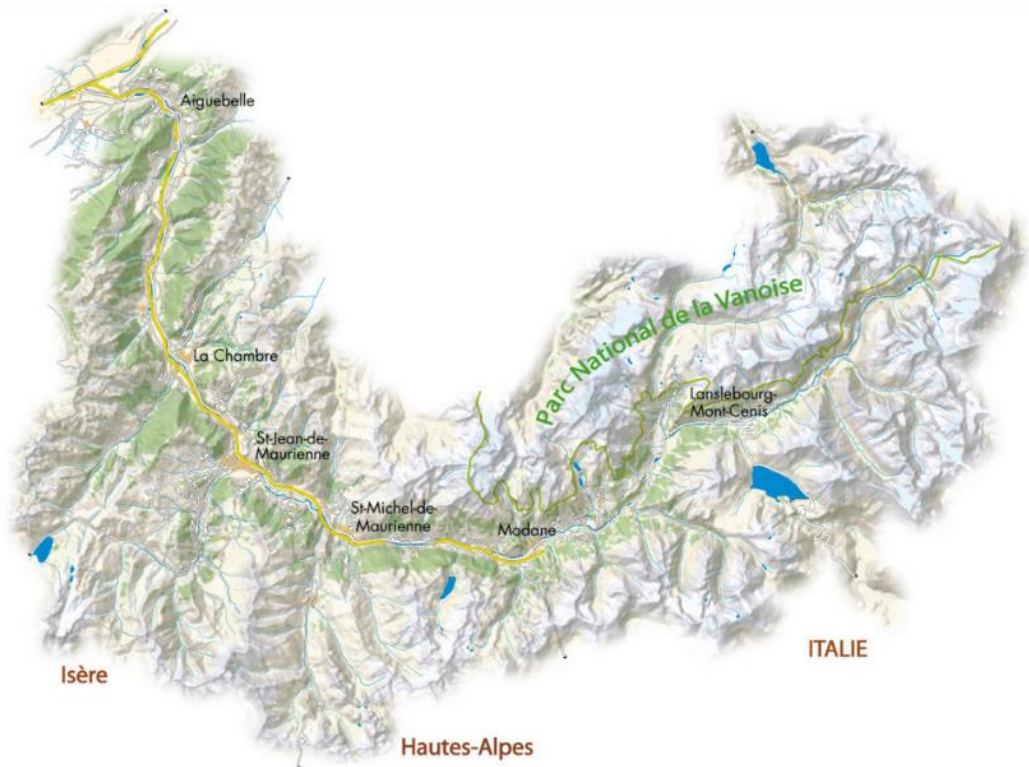 Aiguebelle
Parc National de la Vanoise
La Chambre
Lanslebourg-
Mont-Cenis
St-Jean-de-
Maurienne
St-Michel-de-
Maurienne
Modane
ITALIE
Isère
Hautes-Alpes